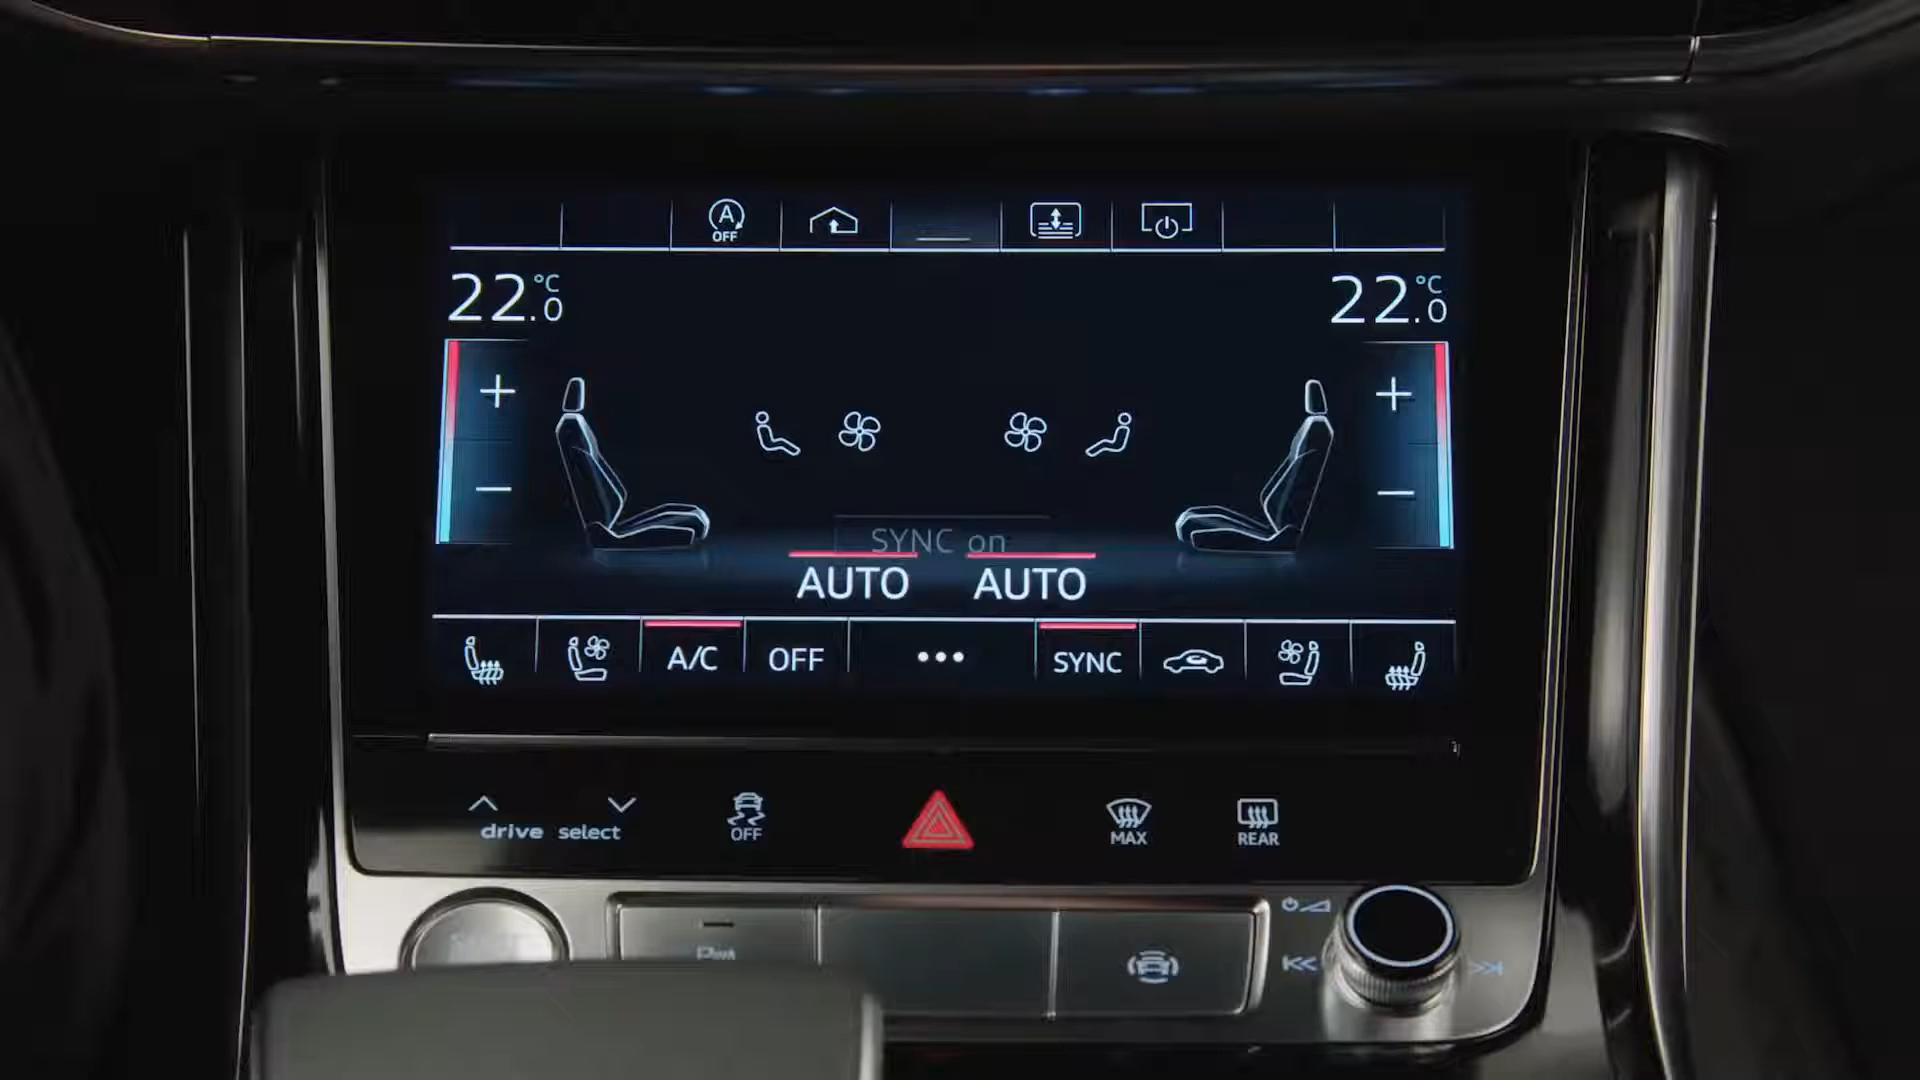 A
OFF
22.0 °C
22.0 °C
SYNC on
AUTO AUTO
A/C OFF ••• SYNC
drive select
OFF
MAX
REAR